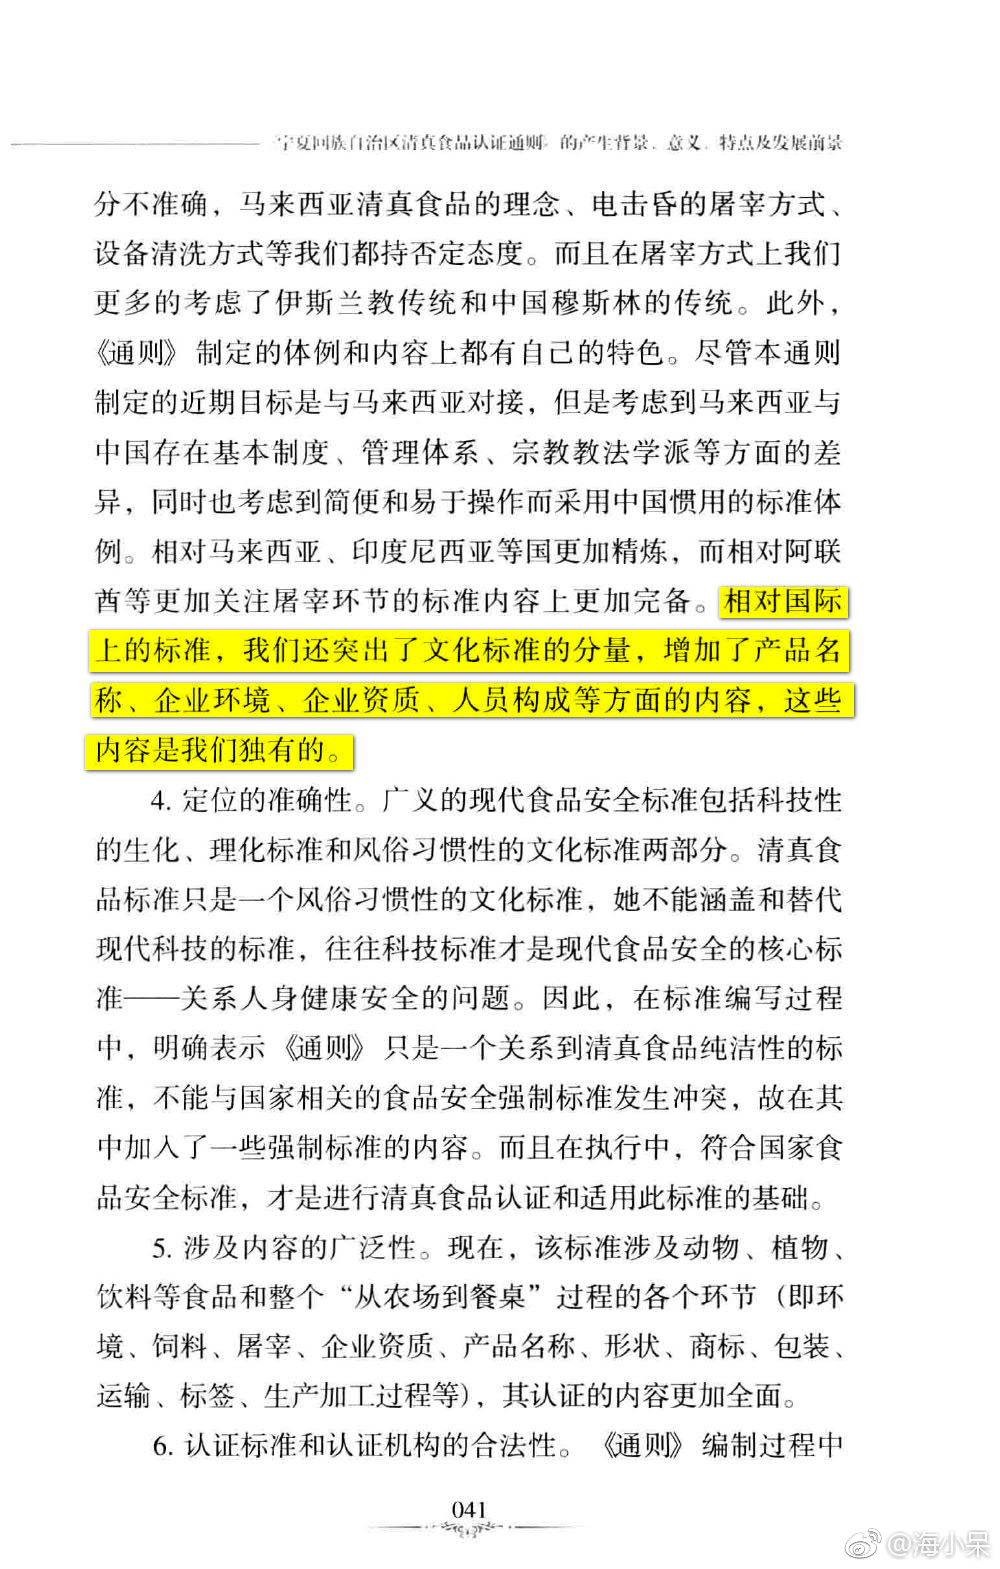 《宁夏回族自治区清真食品认证通则》的产生背景、意义、特点及发展前景
分不准确，马来西亚清真食品的理念、电击昏的屠宰方式、
设备清洗方式等我们都持否定态度。而且在屠宰方式上我们
更多的考虑了伊斯兰教传统和中国穆斯林的传统。此外，
《通则》制定的体例和内容上都有自己的特色。尽管本通则
制定的近期目标是与马来西亚对接，但是考虑到马来西亚与
中国存在基本制度、管理体系、宗教教法学派等方面的差
异，同时也考虑到简便和易于操作而采用中国惯用的标准体
例。相对马来西亚、印度尼西亚等国更加精炼，而相对阿联
酋等更加关注屠宰环节的标准内容上更加完备。相对国际
上的标准，我们还突出了文化标准的分量，增加了产品名
称、企业环境、企业资质、人员构成等方面的内容，这些
内容是我们独有的。
4. 定位的准确性。广义的现代食品安全标准包括科技性
的生化、理化标准和风俗习惯性的文化标准两部分。清真食
品标准只是一个风俗习惯性的文化标准，她不能涵盖和替代
现代科技的标准，往往科技标准才是现代食品安全的核心标
准——关系人身健康安全的问题。因此，在标准编写过程
中，明确表示《通则》只是一个关系到清真食品纯洁性的标
准，不能与国家相关的食品安全强制标准发生冲突，故在其
中加入了一些强制标准的内容。而且在执行中，符合国家食
品安全标准，才是进行清真食品认证和适用此标准的基础。
5. 涉及内容的广泛性。现在，该标准涉及动物、植物、
饮料等食品和整个“从农场到餐桌”过程的各个环节（即环
境、饲料、屠宰、企业资质、产品名称、形状、商标、包装、
运输、标签、生产加工过程等），其认证的内容更加全面。
6. 认证标准和认证机构的合法性。《通则》编制过程中
041
@海小呆